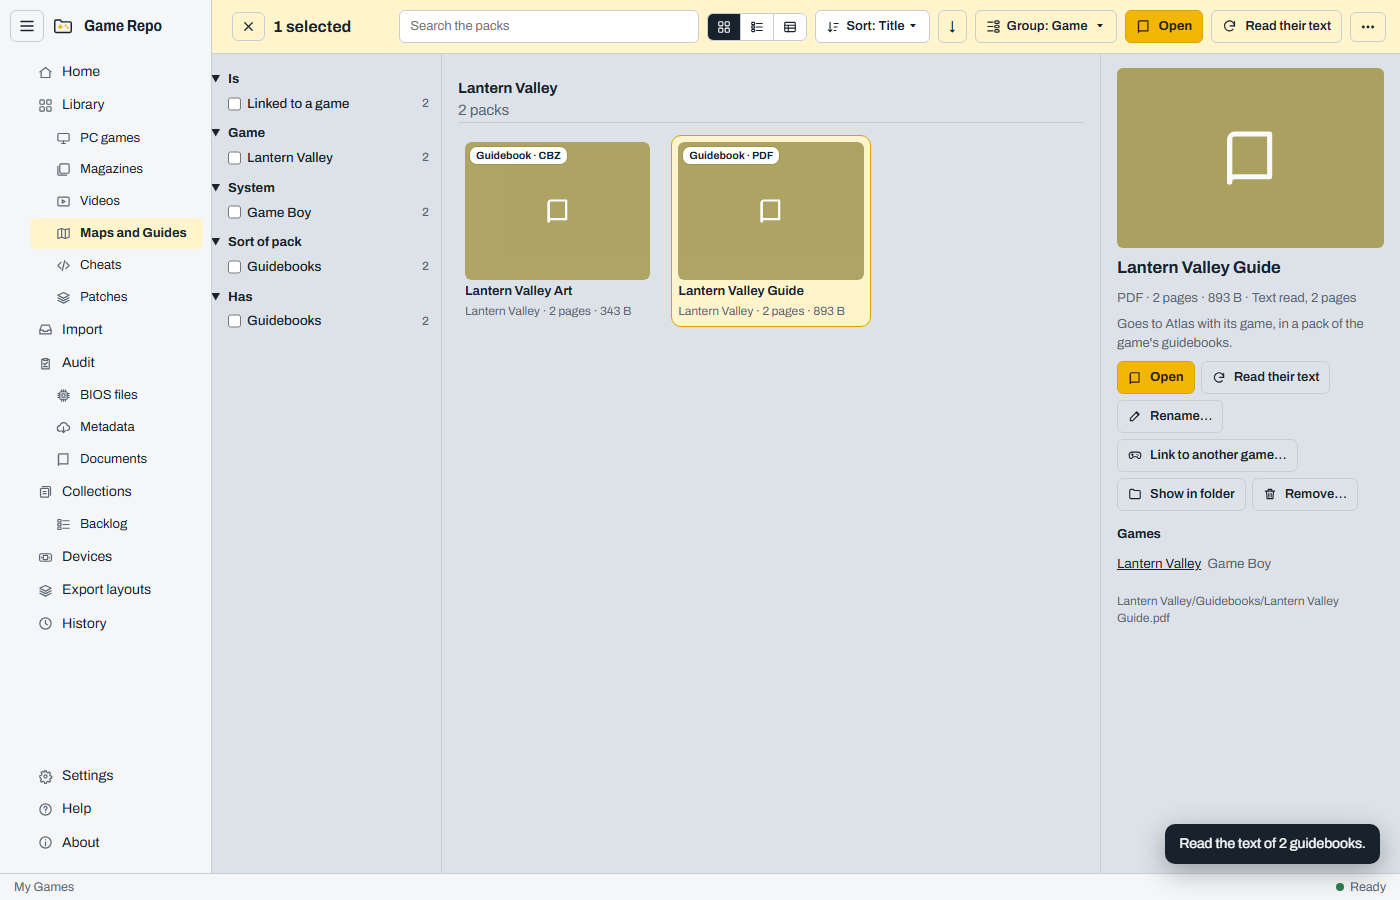 Game Repo
1 selected
Search the packs
Sort: Title
Group: Game
Open
Read their text
Home
Library
PC games
Magazines
Videos
Maps and Guides
Cheats
Patches
Import
Audit
BIOS files
Metadata
Documents
Collections
Backlog
Devices
Export layouts
History
Settings
Help
About
Is
Linked to a game 2
Game
Lantern Valley 2
System
Game Boy 2
Sort of pack
Guidebooks 2
Has
Guidebooks 2
Lantern Valley
2 packs
Guidebook · CBZ
Lantern Valley Art
Lantern Valley · 2 pages · 343 B
Guidebook · PDF
Lantern Valley Guide
Lantern Valley · 2 pages · 893 B
Lantern Valley Guide
PDF · 2 pages · 893 B · Text read, 2 pages
Goes to Atlas with its game, in a pack of the
game's guidebooks.
Open
Read their text
Rename...
Link to another game...
Show in folder
Remove...
Games
Lantern Valley Game Boy
Lantern Valley/Guidebooks/Lantern Valley
Guide.pdf
Read the text of 2 guidebooks.
My Games
Ready